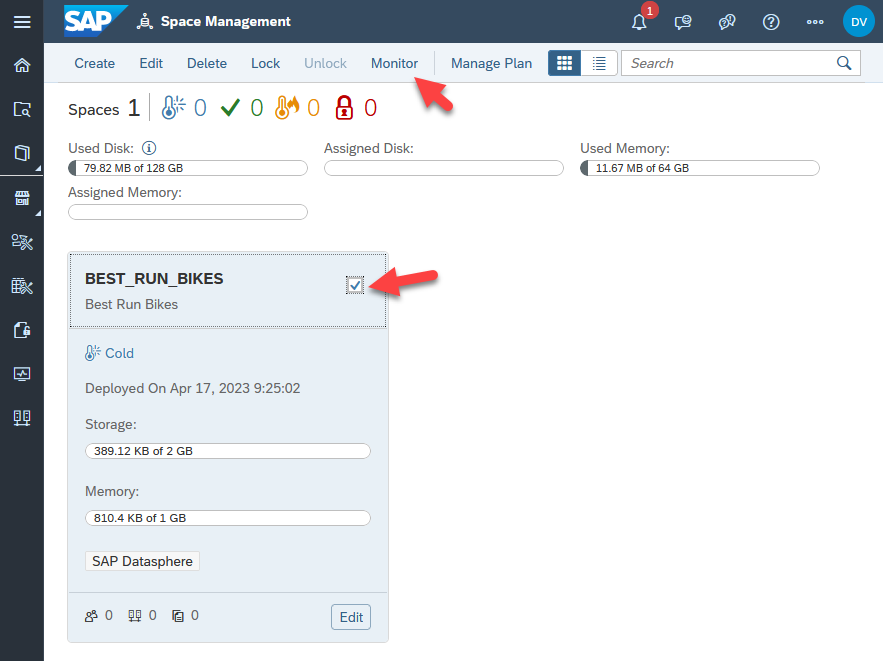 SAP Space Management 1 DV
Create Edit Delete Lock Unlock Monitor Manage Plan Search
Spaces 1 0 0 0 0
Used Disk: Assigned Disk: Used Memory:
79.82 MB of 128 GB 11.67 MB of 64 GB
Assigned Memory:
BEST_RUN_BIKES
Best Run Bikes
Cold
Deployed On Apr 17, 2023 9:25:02
Storage:
389.12 KB of 2 GB
Memory:
810.4 KB of 1 GB
SAP Datasphere
0 0 0 Edit